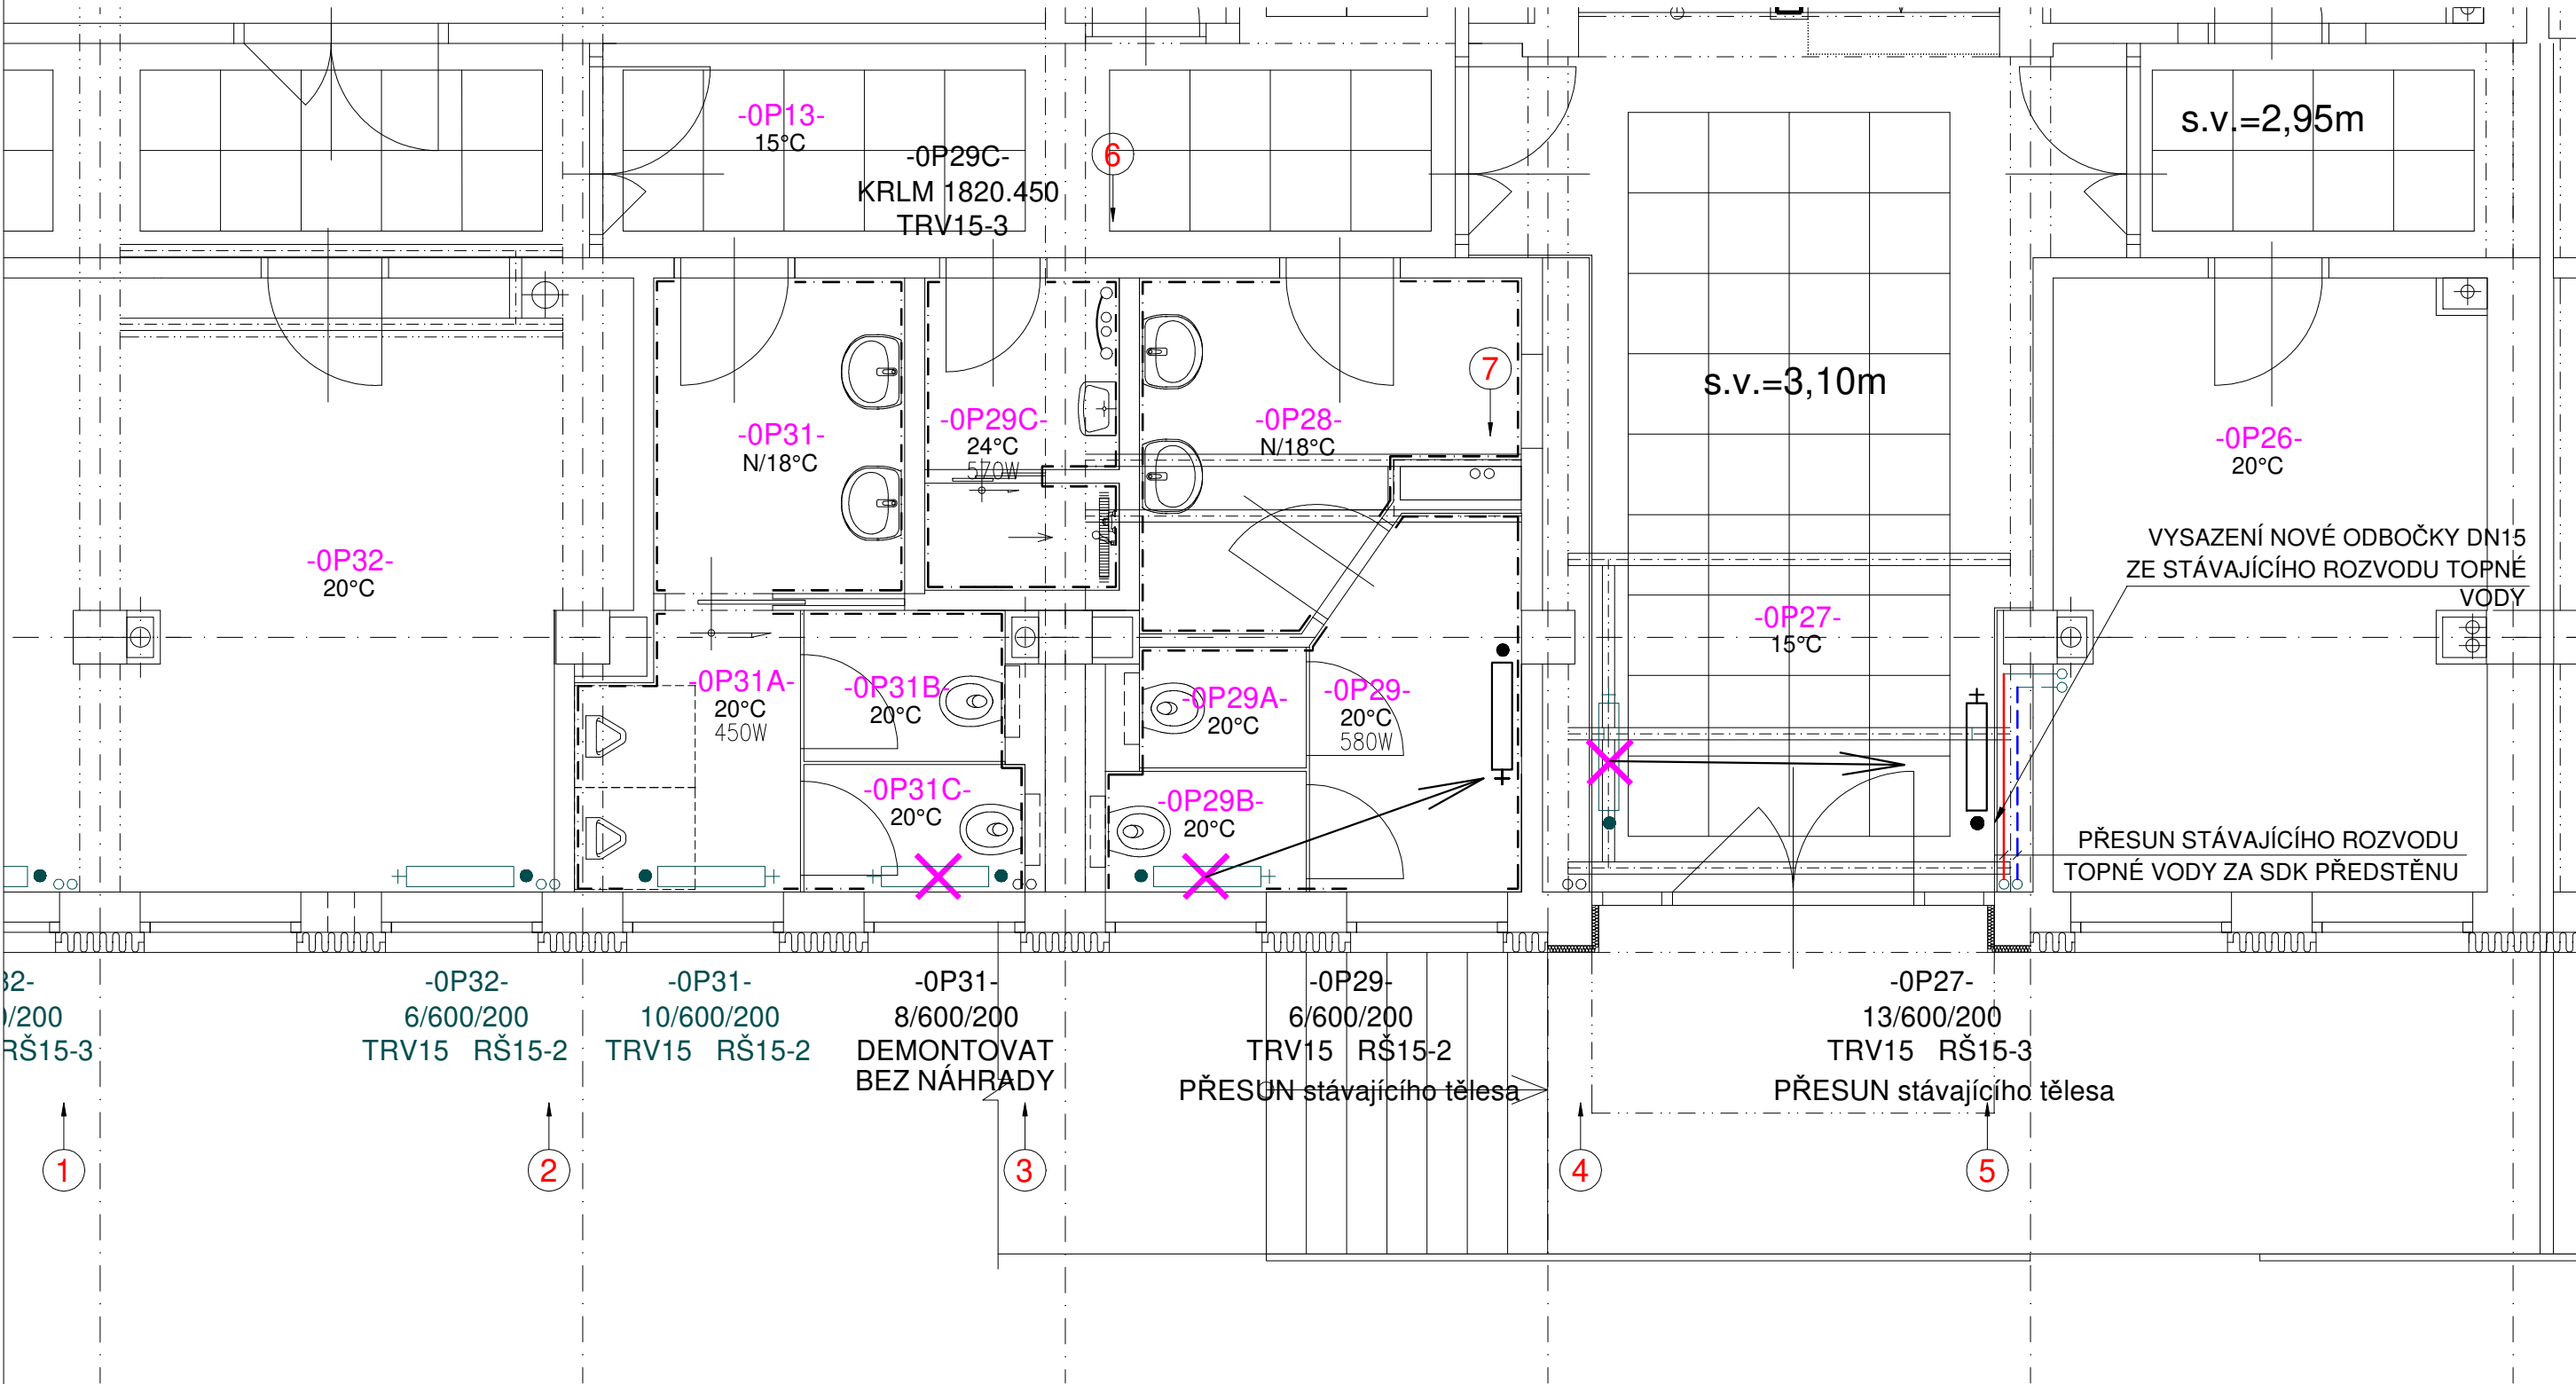 -0P13-
15°C
-0P29C-
KRLM 1820.450
TRV15-3
6
s.v.=2,95m
7
s.v.=3,10m
-0P31-
N/18°C
-0P29C-
24°C
570W
-0P28-
N/18°C
-0P26-
20°C
-0P32-
20°C
VYSAZENÍ NOVÉ ODBOČKY DN15
ZE STÁVAJÍCÍHO ROZVODU TOPNÉ
VODY
-0P27-
15°C
-0P31A-
20°C
450W
-0P31B-
20°C
-0P29A-
20°C
-0P29-
20°C
580W
-0P31C-
20°C
-0P29B-
20°C
PŘESUN STÁVAJÍCÍHO ROZVODU
TOPNÉ VODY ZA SDK PŘEDSTĚNU
32-
/200
RŠ15-3
-0P32-
6/600/200
TRV15 RŠ15-2
-0P31-
10/600/200
TRV15 RŠ15-2
-0P31-
8/600/200
DEMONTOVAT
BEZ NÁHRADY
-0P29-
6/600/200
TRV15 RŠ15-2
PŘESUN stávajícího tělesa
-0P27-
13/600/200
TRV15 RŠ15-3
PŘESUN stávajícího tělesa
1
2
3
4
5